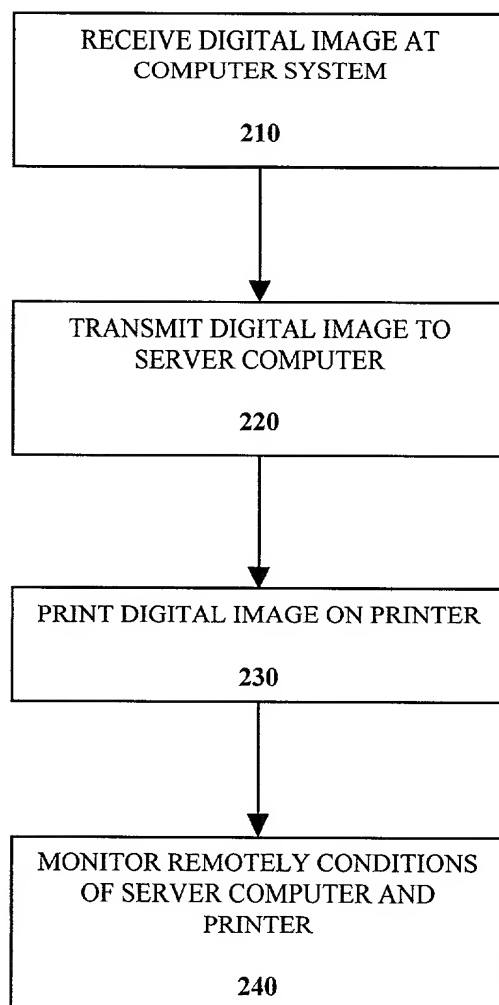 RECEIVE DIGITAL IMAGE AT
COMPUTER SYSTEM
210
TRANSMIT DIGITAL IMAGE TO
SERVER COMPUTER
220
PRINT DIGITAL IMAGE ON PRINTER
230
MONITOR REMOTELY CONDITIONS
OF SERVER COMPUTER AND
PRINTER
240